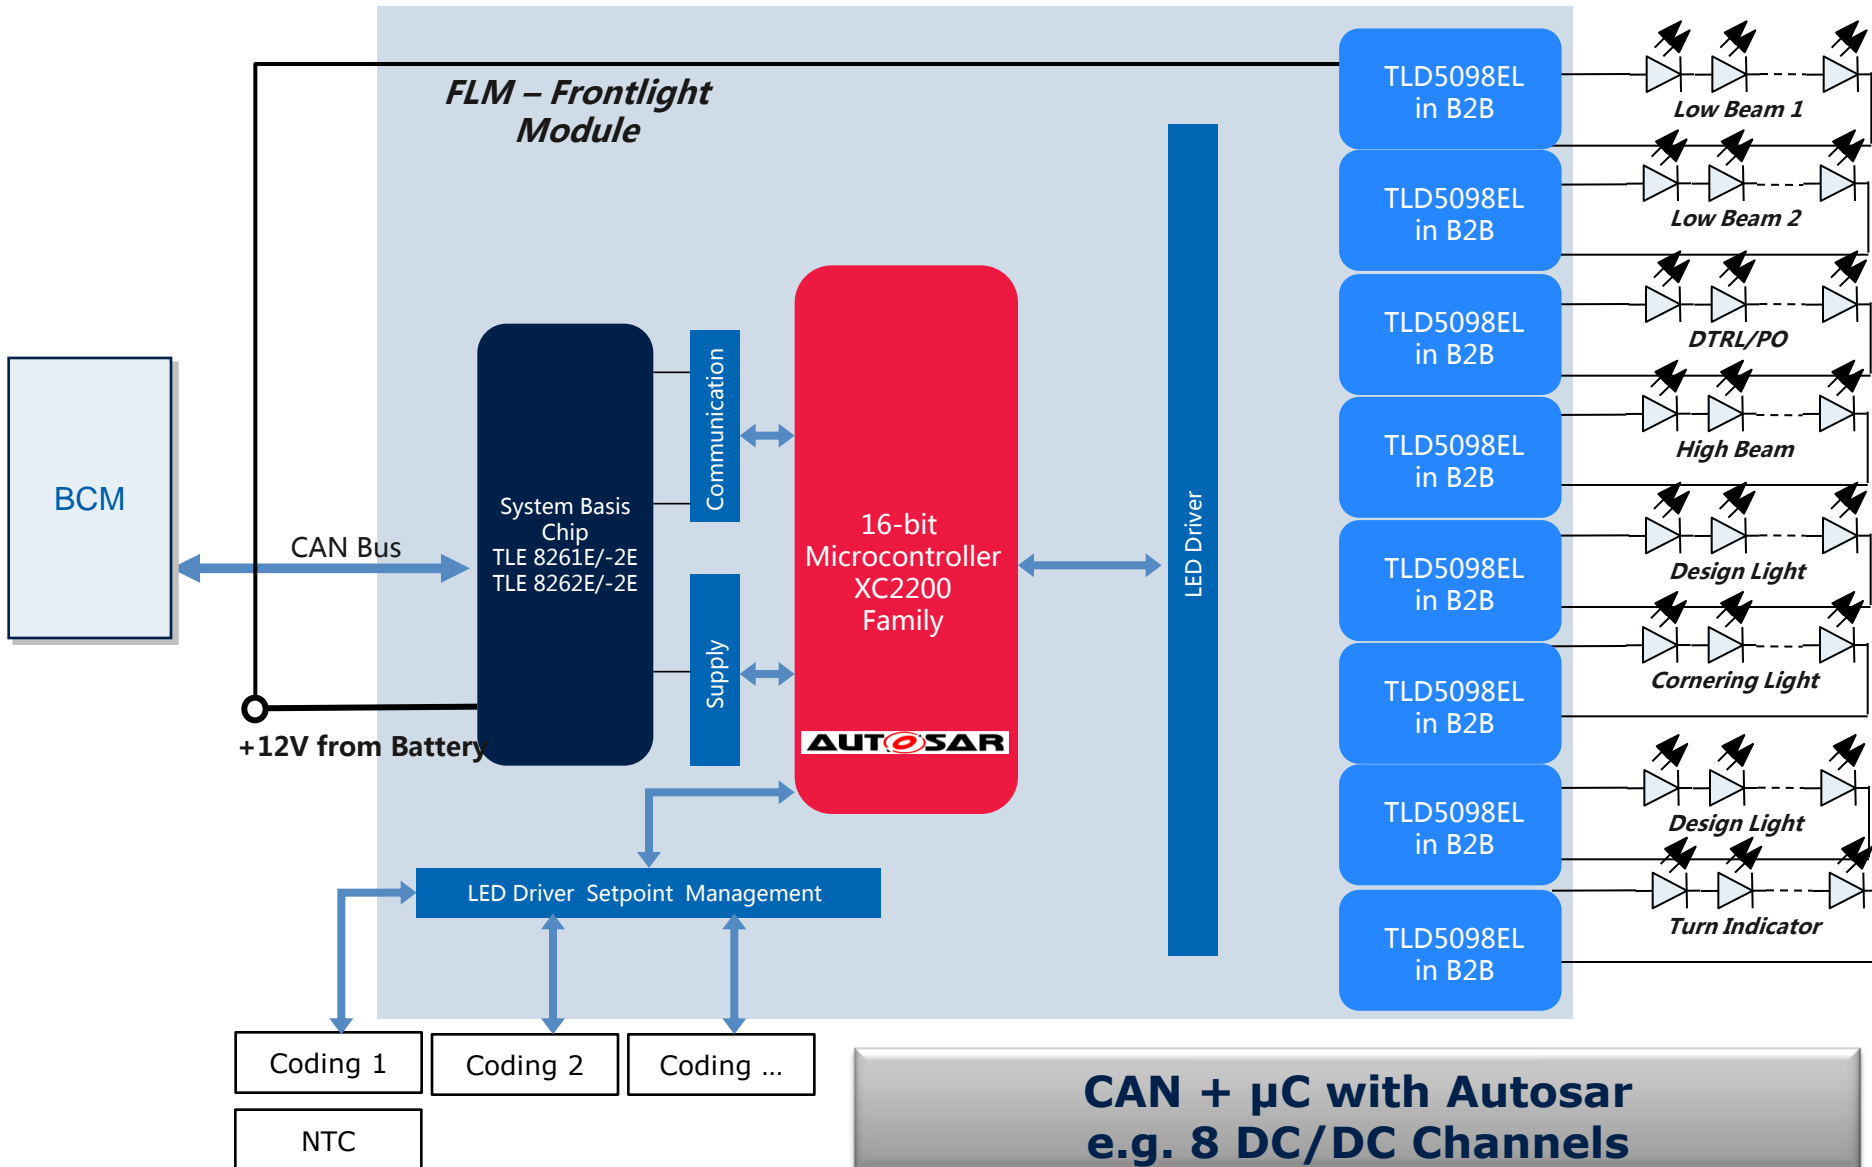 FLM – Frontlight
Module
BCM
CAN Bus
+12V from Battery
System Basis
Chip
TLE 8261E/-2E
TLE 8262E/-2E
Communication
Supply
16-bit
Microcontroller
XC2200
Family
AUTOSAR
LED Driver
LED Driver Setpoint Management
Coding 1
Coding 2
Coding ...
NTC
TLD5098EL
in B2B
Low Beam 1
TLD5098EL
in B2B
Low Beam 2
TLD5098EL
in B2B
DTRL/PO
TLD5098EL
in B2B
High Beam
TLD5098EL
in B2B
Design Light
TLD5098EL
in B2B
Cornering Light
TLD5098EL
in B2B
Design Light
TLD5098EL
in B2B
Turn Indicator
CAN + µC with Autosar
e.g. 8 DC/DC Channels